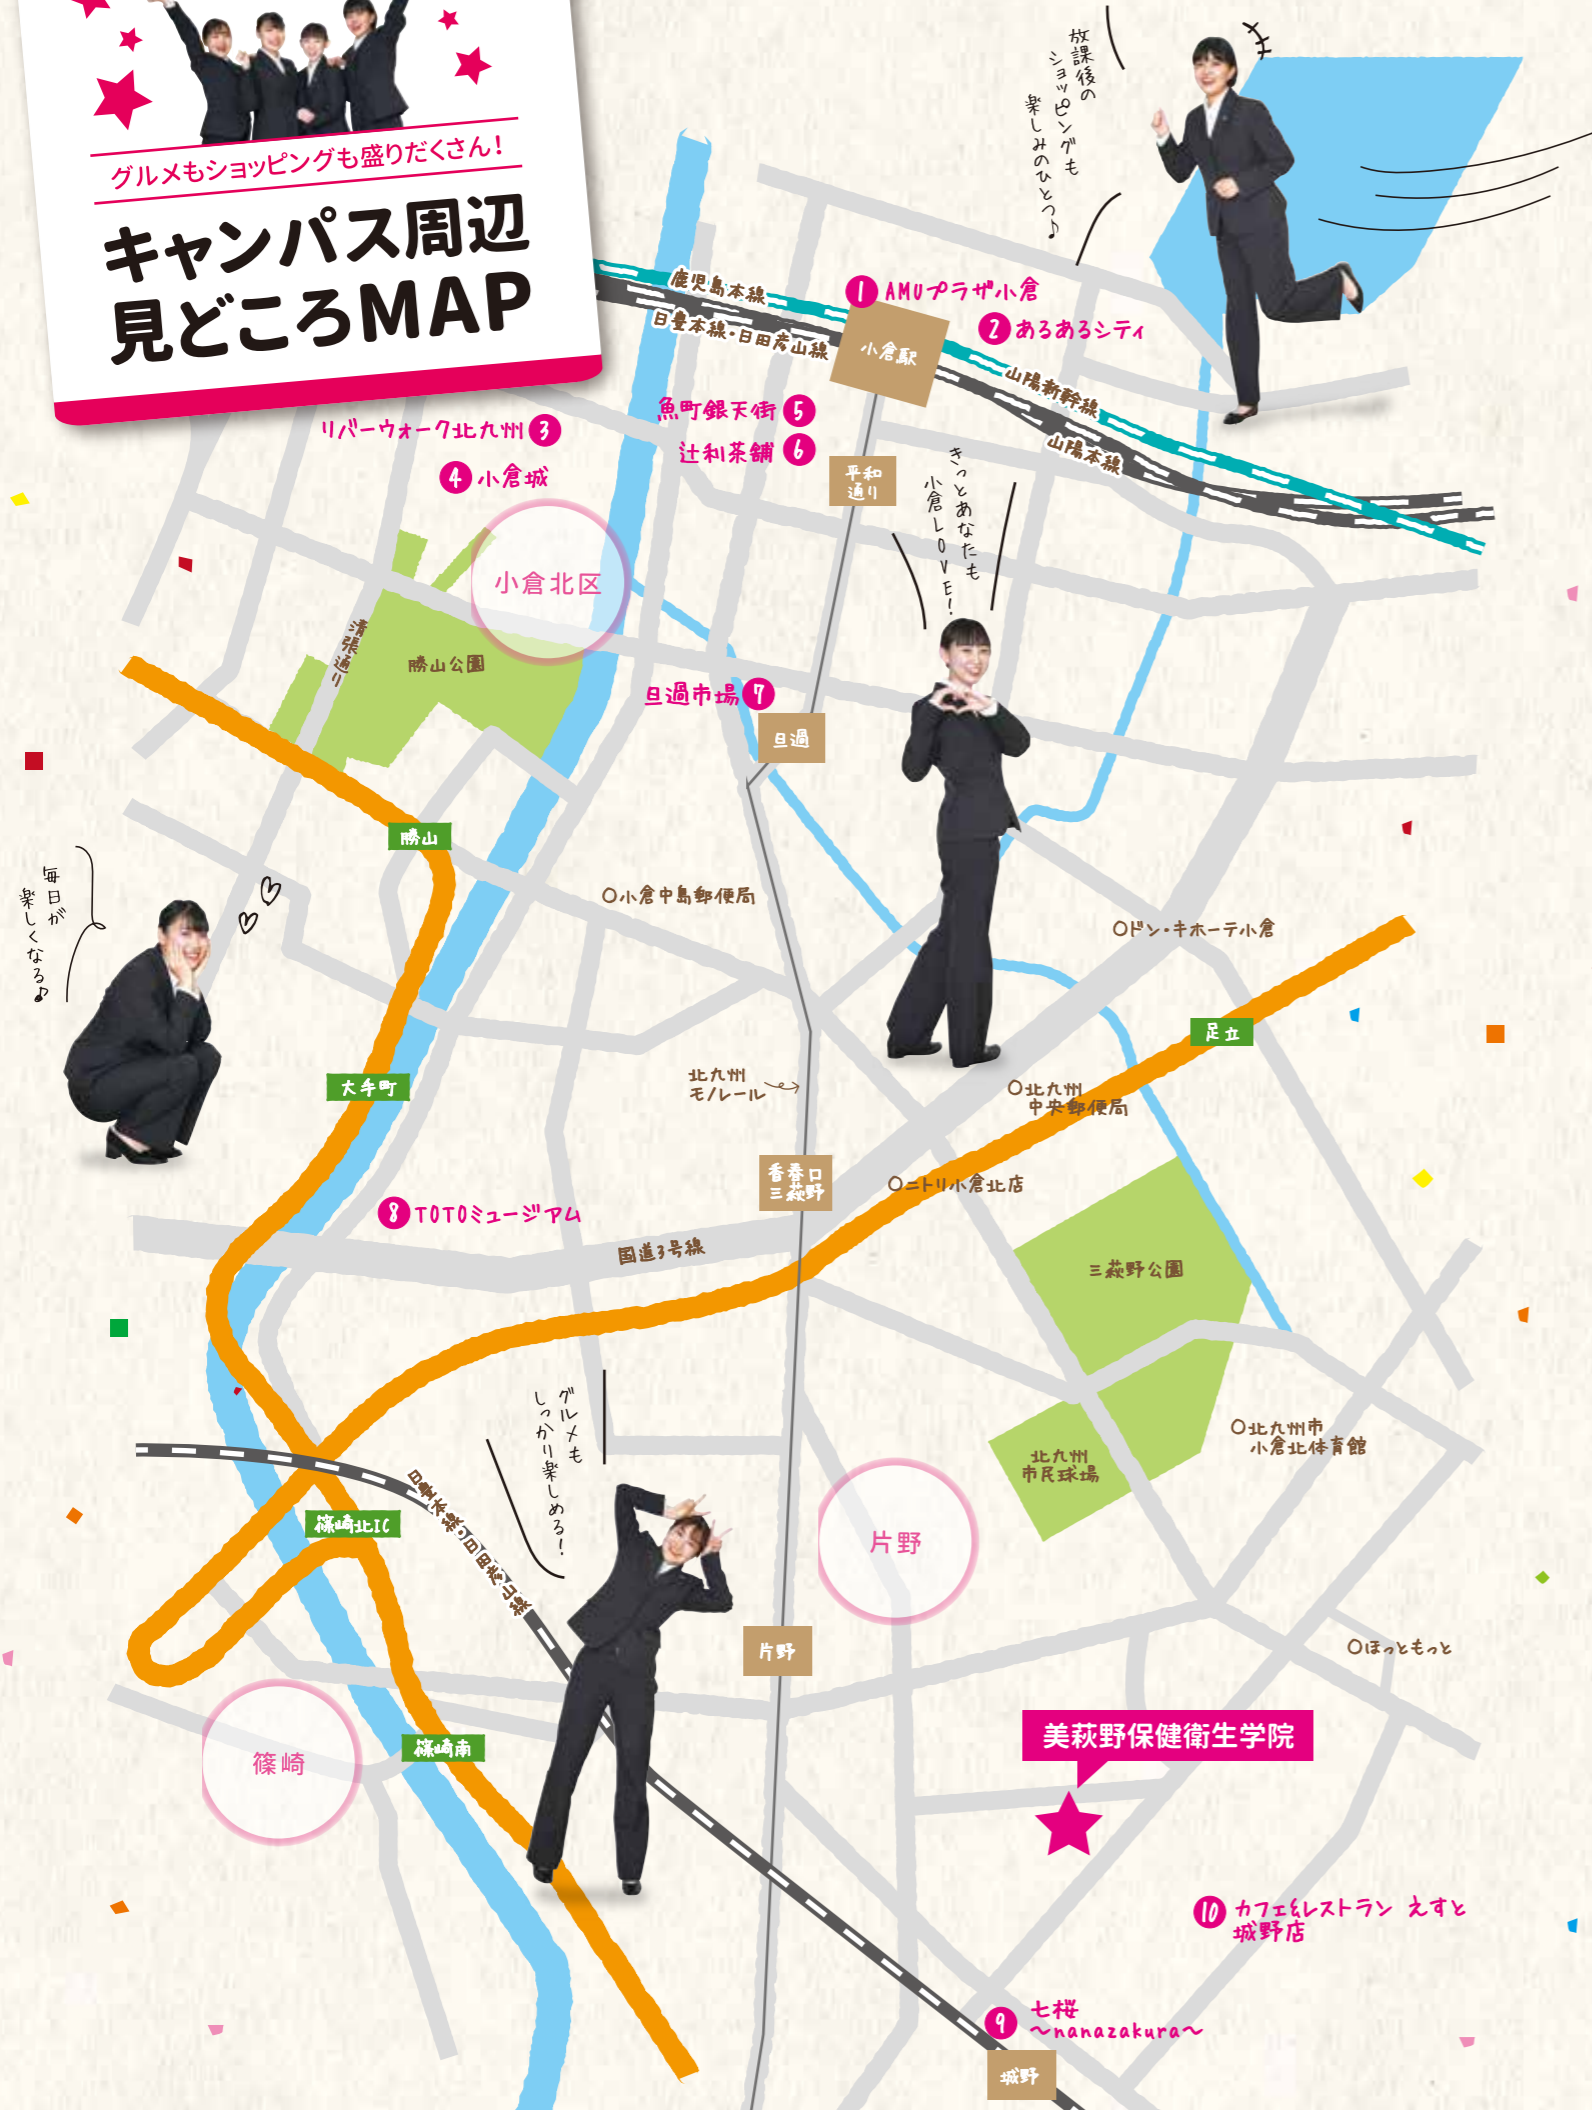 グルメもショッピングも盛りだくさん!
キャンパス周辺
見どころMAP
放課後の
ショッピングも
楽しみのひとつ♪
鹿児島本線
日豊本線・日田彦山線
1 AMUプラザ小倉
2 あるあるシティ
小倉駅
山陽新幹線
山陽本線
リバーウォーク北九州 3
4 小倉城
魚町銀天街 5
辻利茶舗 6
平和
通り
きっとあなたも
小倉LOVE!
小倉北区
清張通り
勝山公園
旦過市場 7
旦過
勝山
毎日が
楽しくなる♪
小倉中島郵便局
ドン・キホーテ小倉
足立
大手町
北九州
モノレール
北九州
中央郵便局
香春口
三萩野
ニトリ小倉北店
8 TOTOミュージアム
国道3号線
三萩野公園
グルメも
しっかり楽しめる!
北九州市
小倉北体育館
北九州
市民球場
日豊本線・日田彦山線
篠崎北IC
片野
片野
ほっともっと
美萩野保健衛生学院
篠崎南
篠崎
10 カフェ&レストラン えすと
城野店
9 七桜
〜nanazakura〜
城野